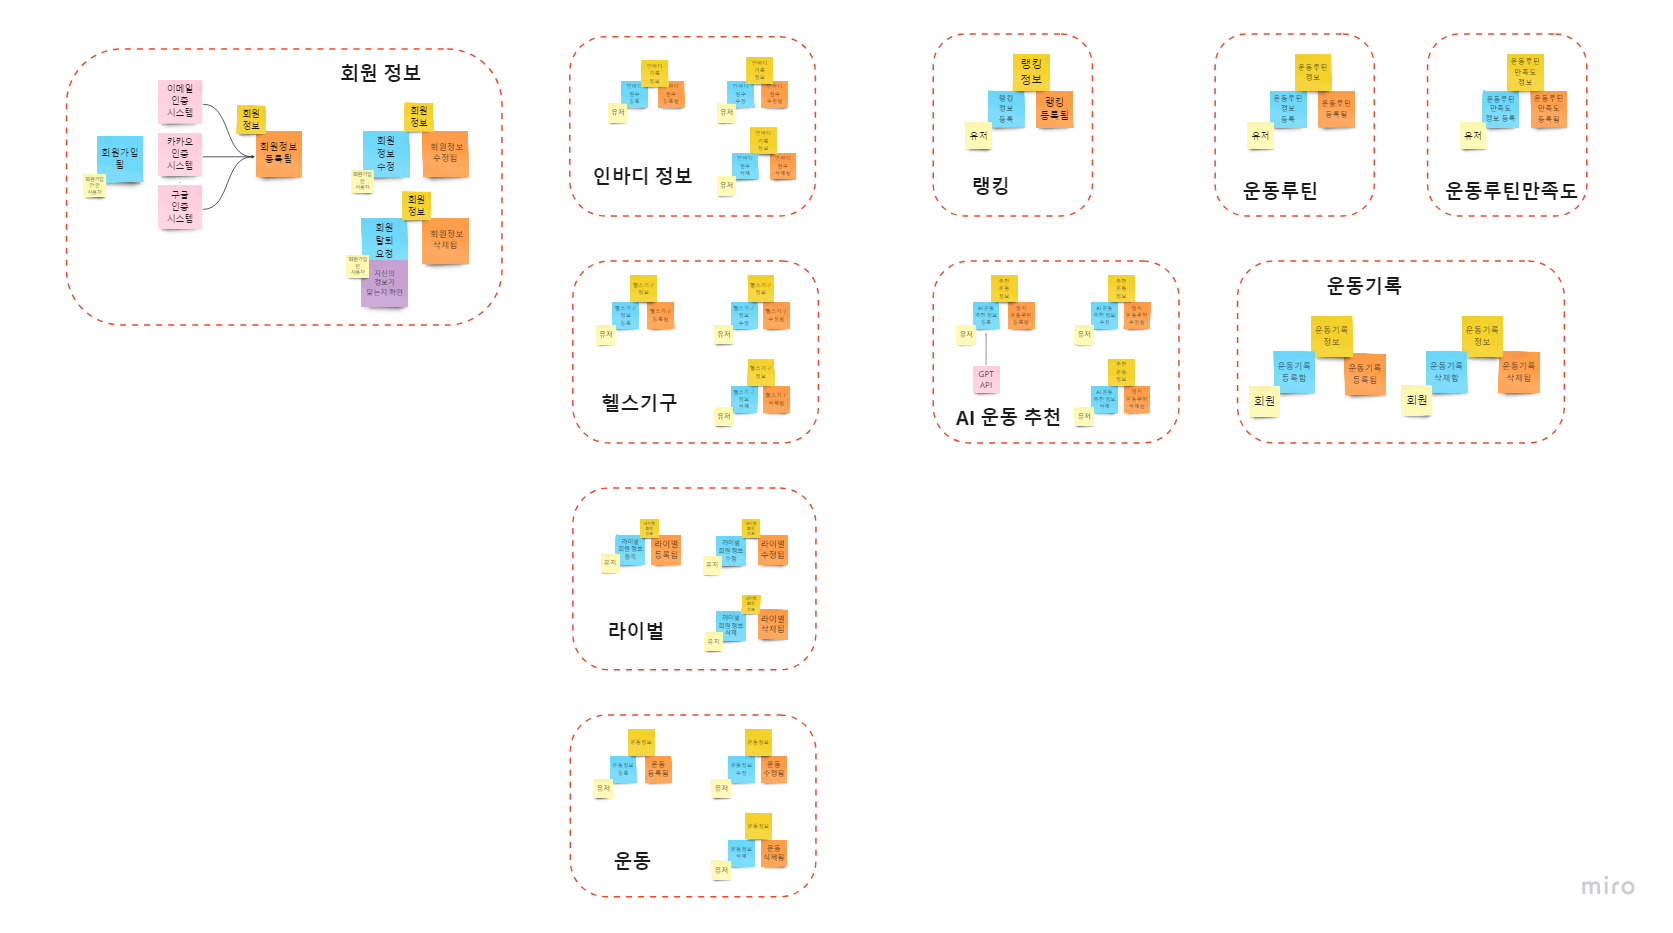 회원 정보
이메일
인증
시스템
카카오
인증
시스템
구글
인증
시스템
회원가입
됨
회원가입
안 한
사용자
회원
정보
회원정보
등록됨
회원
정보
회원
정보
수정
회원정보
수정됨
회원가입
한
사용자
회원
정보
회원
탈퇴
요청
회원정보
삭제됨
회원가입
한
사용자
자신의
정보가
맞는지 확인
인바디
기록
정보
인바디
점수
등록
인바디
점수
등록됨
유저
인바디
기록
정보
인바디
점수
수정
인바디
점수
수정됨
유저
인바디
기록
정보
인바디
점수
삭제
인바디
점수
삭제됨
유저
인바디 정보
헬스기구
정보
헬스기구
정보
등록
헬스기구
등록됨
유저
헬스기구
정보
헬스기구
정보
수정
헬스기구
수정됨
유저
헬스기구
정보
헬스기구
정보
삭제
헬스기구
삭제됨
유저
헬스기구
라이벌
회원
정보
라이벌
회원 정보
등록
라이벌
등록됨
유저
라이벌
회원
정보
라이벌
회원 정보
수정
라이벌
수정됨
유저
라이벌
회원
정보
라이벌
회원 정보
삭제
라이벌
삭제됨
유저
라이벌
운동정보
운동정보
등록
운동
등록됨
유저
운동정보
운동정보
수정
운동
수정됨
유저
운동정보
운동정보
삭제
운동
삭제됨
유저
운동
랭킹
정보
랭킹
정보
등록
랭킹
등록됨
유저
랭킹
추천
운동
정보
AI 운동
추천 정보
등록
운동루틴
등록됨
유저
GPT
API
추천
운동
정보
AI 운동
추천 정보
수정
운동루틴
수정됨
유저
추천
운동
정보
AI 운동
추천 정보
삭제
운동루틴
삭제됨
유저
AI 운동 추천
운동루틴
정보
운동루틴
정보
등록
운동루틴
등록됨
유저
운동루틴
운동루틴
만족도
정보
운동루틴
만족도
정보 등록
운동루틴
만족도
등록됨
유저
운동루틴만족도
운동기록
운동기록
정보
운동기록
등록함
운동기록
등록됨
회원
운동기록
정보
운동기록
삭제함
운동기록
삭제됨
회원
miro